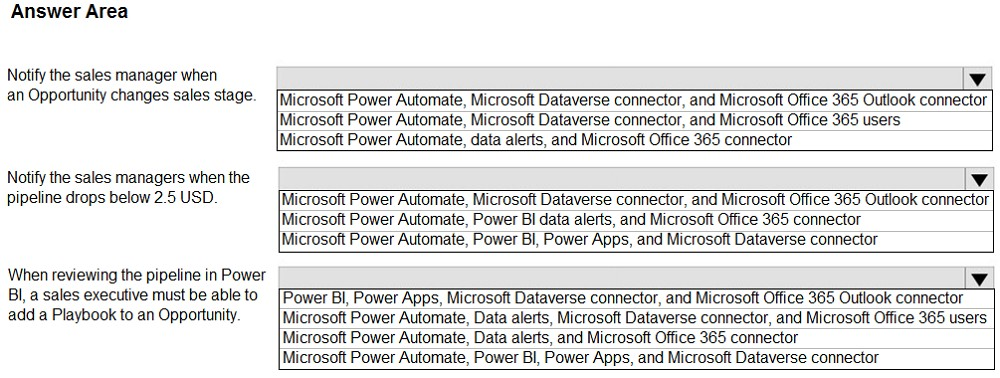 Answer Area
Notify the sales manager when
an Opportunity changes sales stage.
Microsoft Power Automate, Microsoft Dataverse connector, and Microsoft Office 365 Outlook connector
Microsoft Power Automate, Microsoft Dataverse connector, and Microsoft Office 365 users
Microsoft Power Automate, data alerts, and Microsoft Office 365 connector
Notify the sales managers when the
pipeline drops below 2.5 USD.
Microsoft Power Automate, Microsoft Dataverse connector, and Microsoft Office 365 Outlook connector
Microsoft Power Automate, Power BI data alerts, and Microsoft Office 365 connector
Microsoft Power Automate, Power BI, Power Apps, and Microsoft Dataverse connector
When reviewing the pipeline in Power
BI, a sales executive must be able to
add a Playbook to an Opportunity.
Power BI, Power Apps, Microsoft Dataverse connector, and Microsoft Office 365 Outlook connector
Microsoft Power Automate, Data alerts, Microsoft Dataverse connector, and Microsoft Office 365 users
Microsoft Power Automate, Data alerts, and Microsoft Office 365 connector
Microsoft Power Automate, Power BI, Power Apps, and Microsoft Dataverse connector